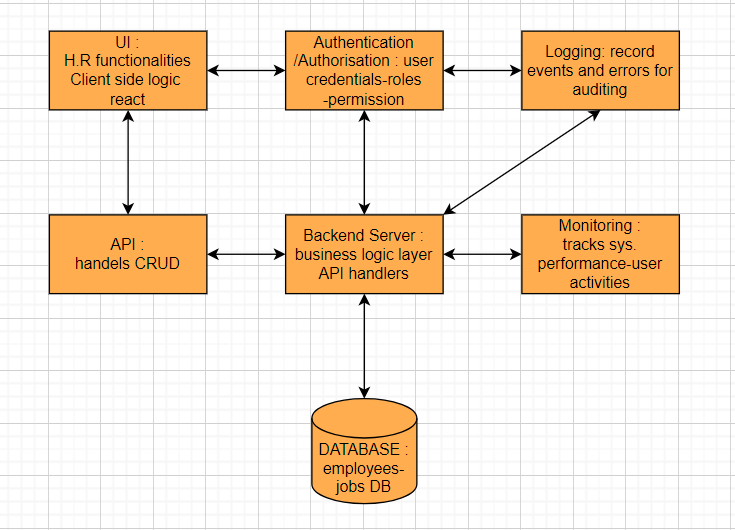 UI :
H.R functionalities
Client side logic
react
Authentication
/Authorisation : user
credentials-roles
-permission
Logging: record
events and errors for
auditing
API :
handels CRUD
Backend Server :
business logic layer
API handlers
Monitoring :
tracks sys.
performance-user
activities
DATABASE :
employees-
jobs DB